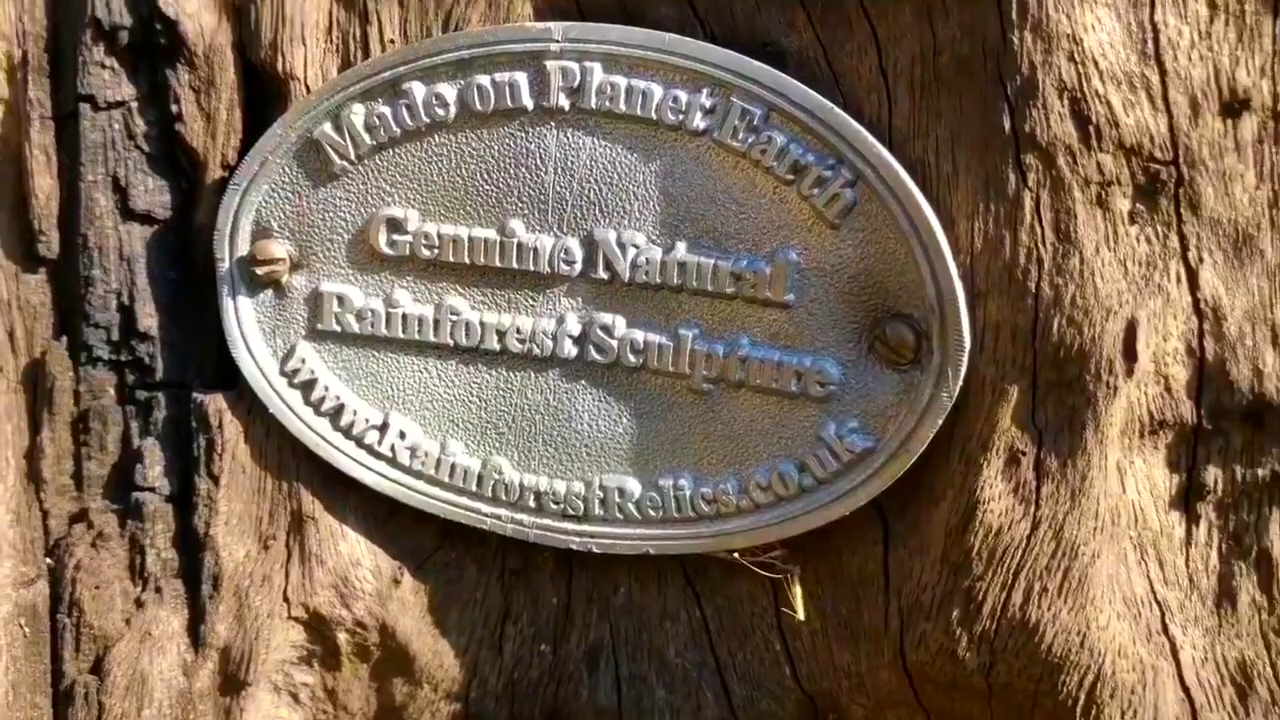 Made on Planet Earth
Genuine Natural
Rainforest Sculpture
www.RainforestRelics.co.uk